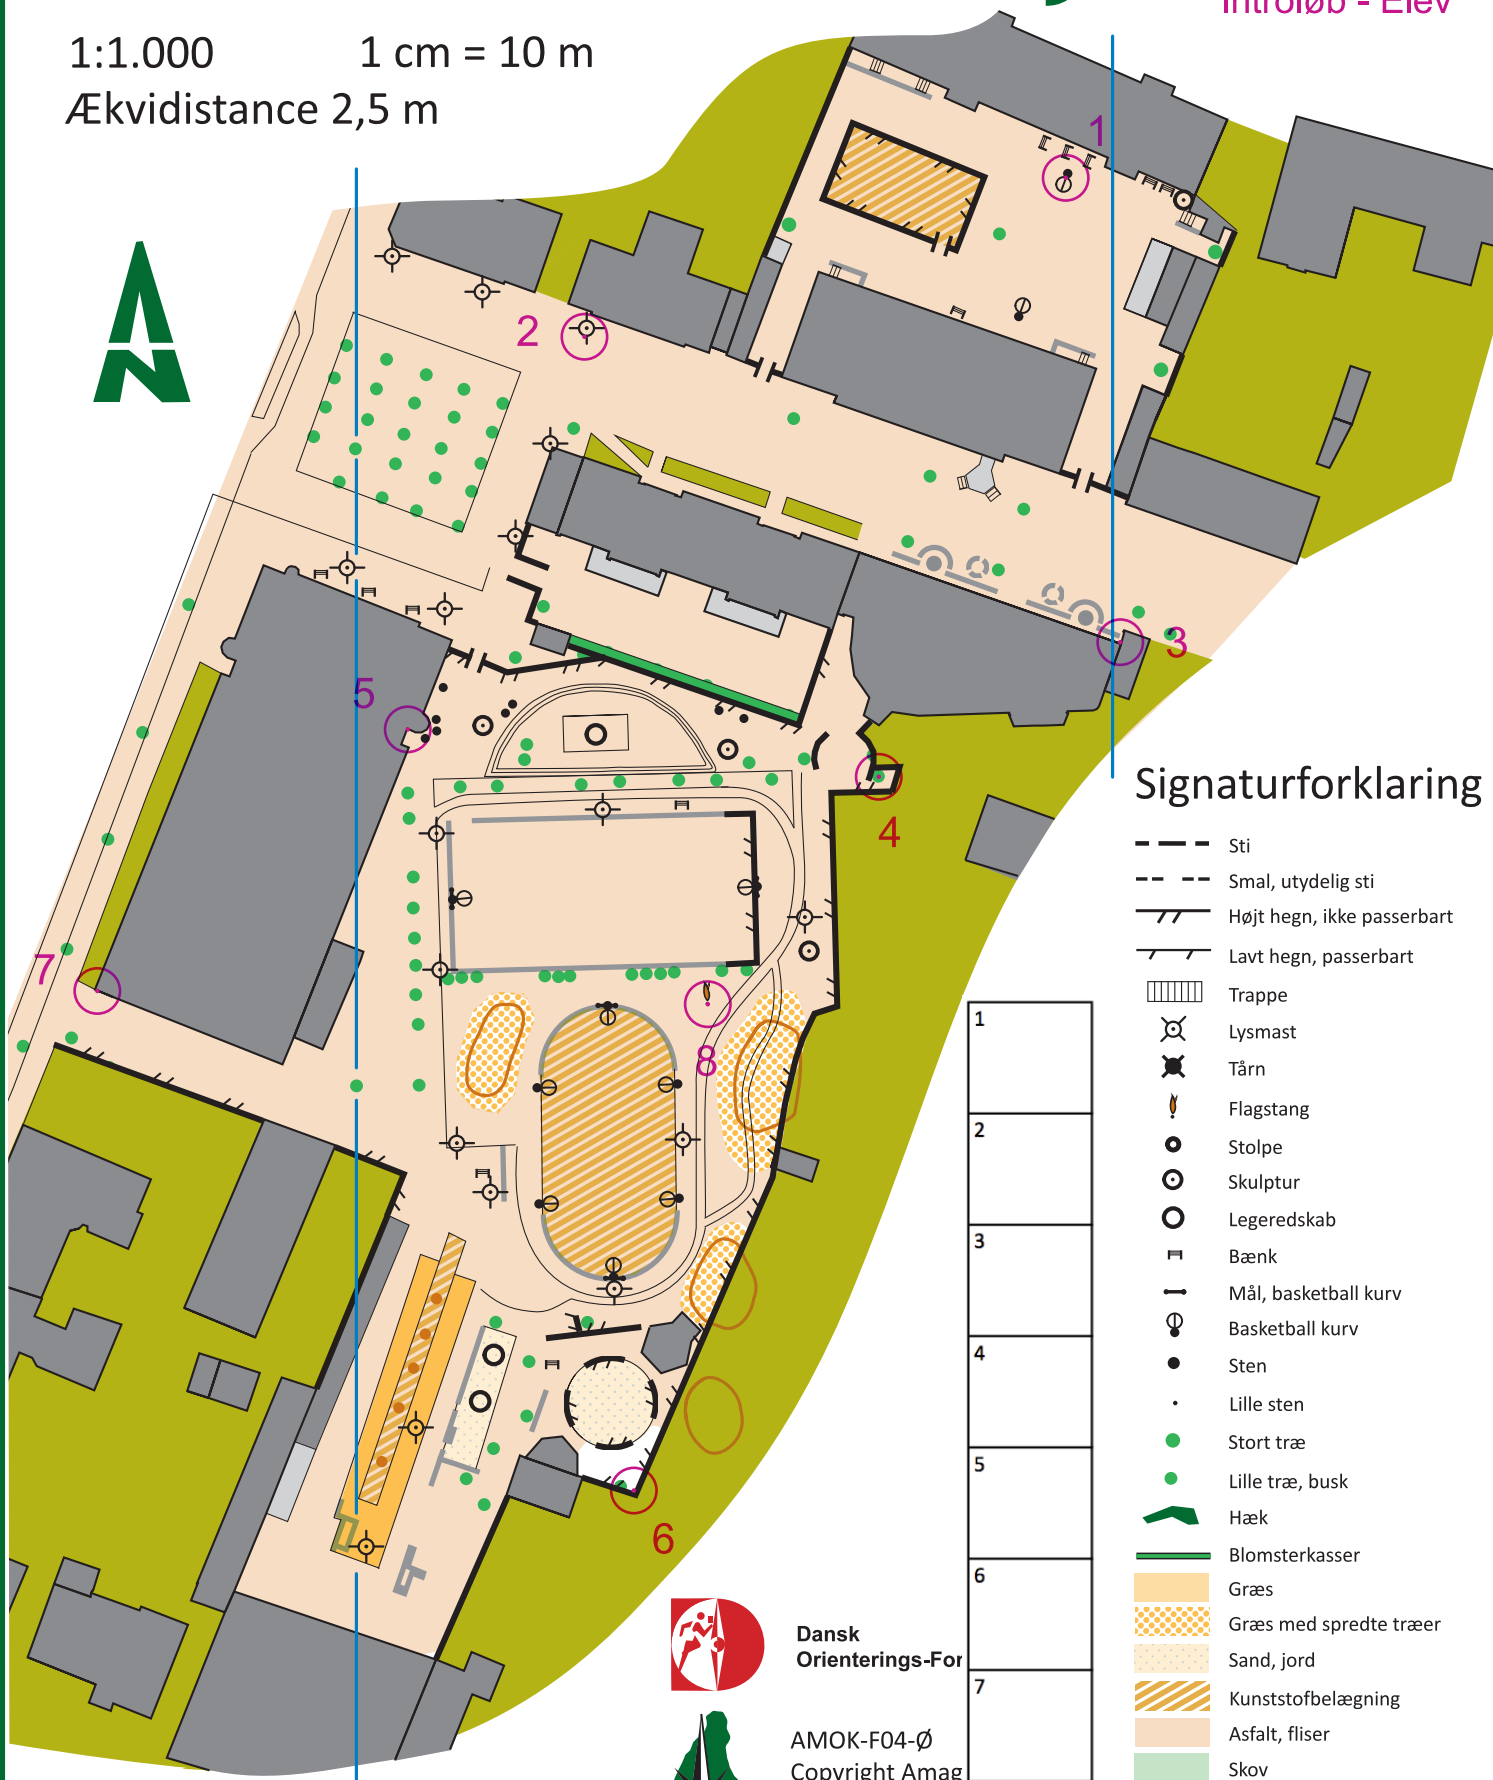 Introløb - Elev
1:1.000 1 cm = 10 m
Ækvidistance 2,5 m
1
2
3
5
4
7
8
6
Signaturforklaring
Sti
Smal, utydelig sti
Højt hegn, ikke passerbart
Lavt hegn, passerbart
Trappe
Lysmast
Tårn
Flagstang
Stolpe
Skulptur
Legeredskab
Bænk
Mål, basketball kurv
Basketball kurv
Sten
Lille sten
Stort træ
Lille træ, busk
Hæk
Blomsterkasser
Græs
Græs med spredte træer
Sand, jord
Kunststofbelægning
Asfalt, fliser
Skov
1
2
3
4
5
6
7
Dansk
Orienterings-For
AMOK-F04-Ø
Copyright Amag